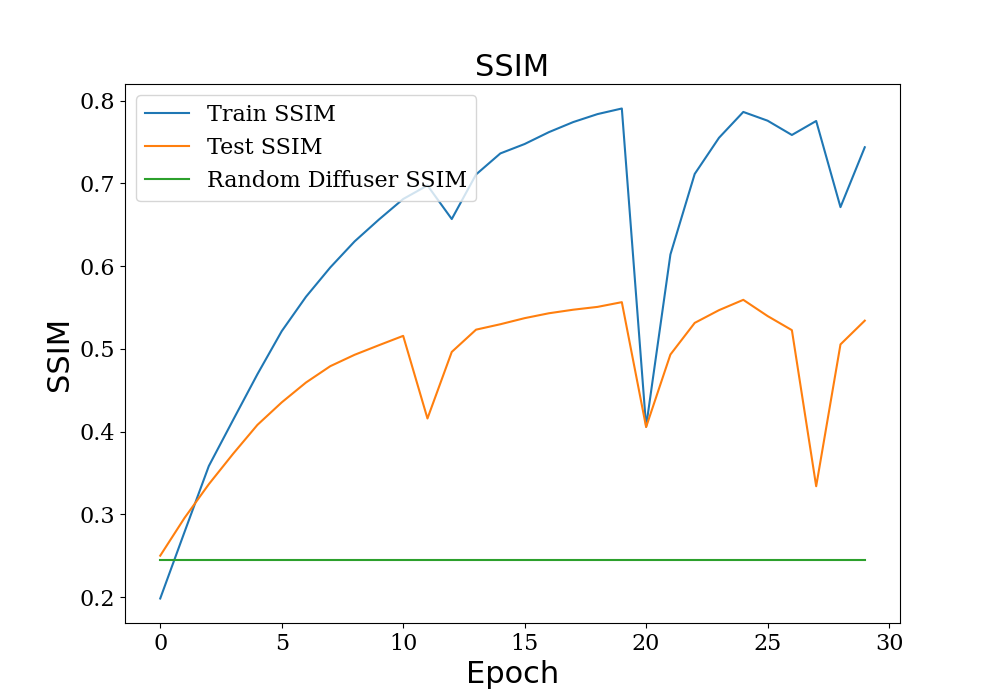 SSIM
Train SSIM
Test SSIM
Random Diffuser SSIM
SSIM
0.8
0.7
0.6
0.5
0.4
0.3
0.2
0 5 10 15 20 25 30
Epoch